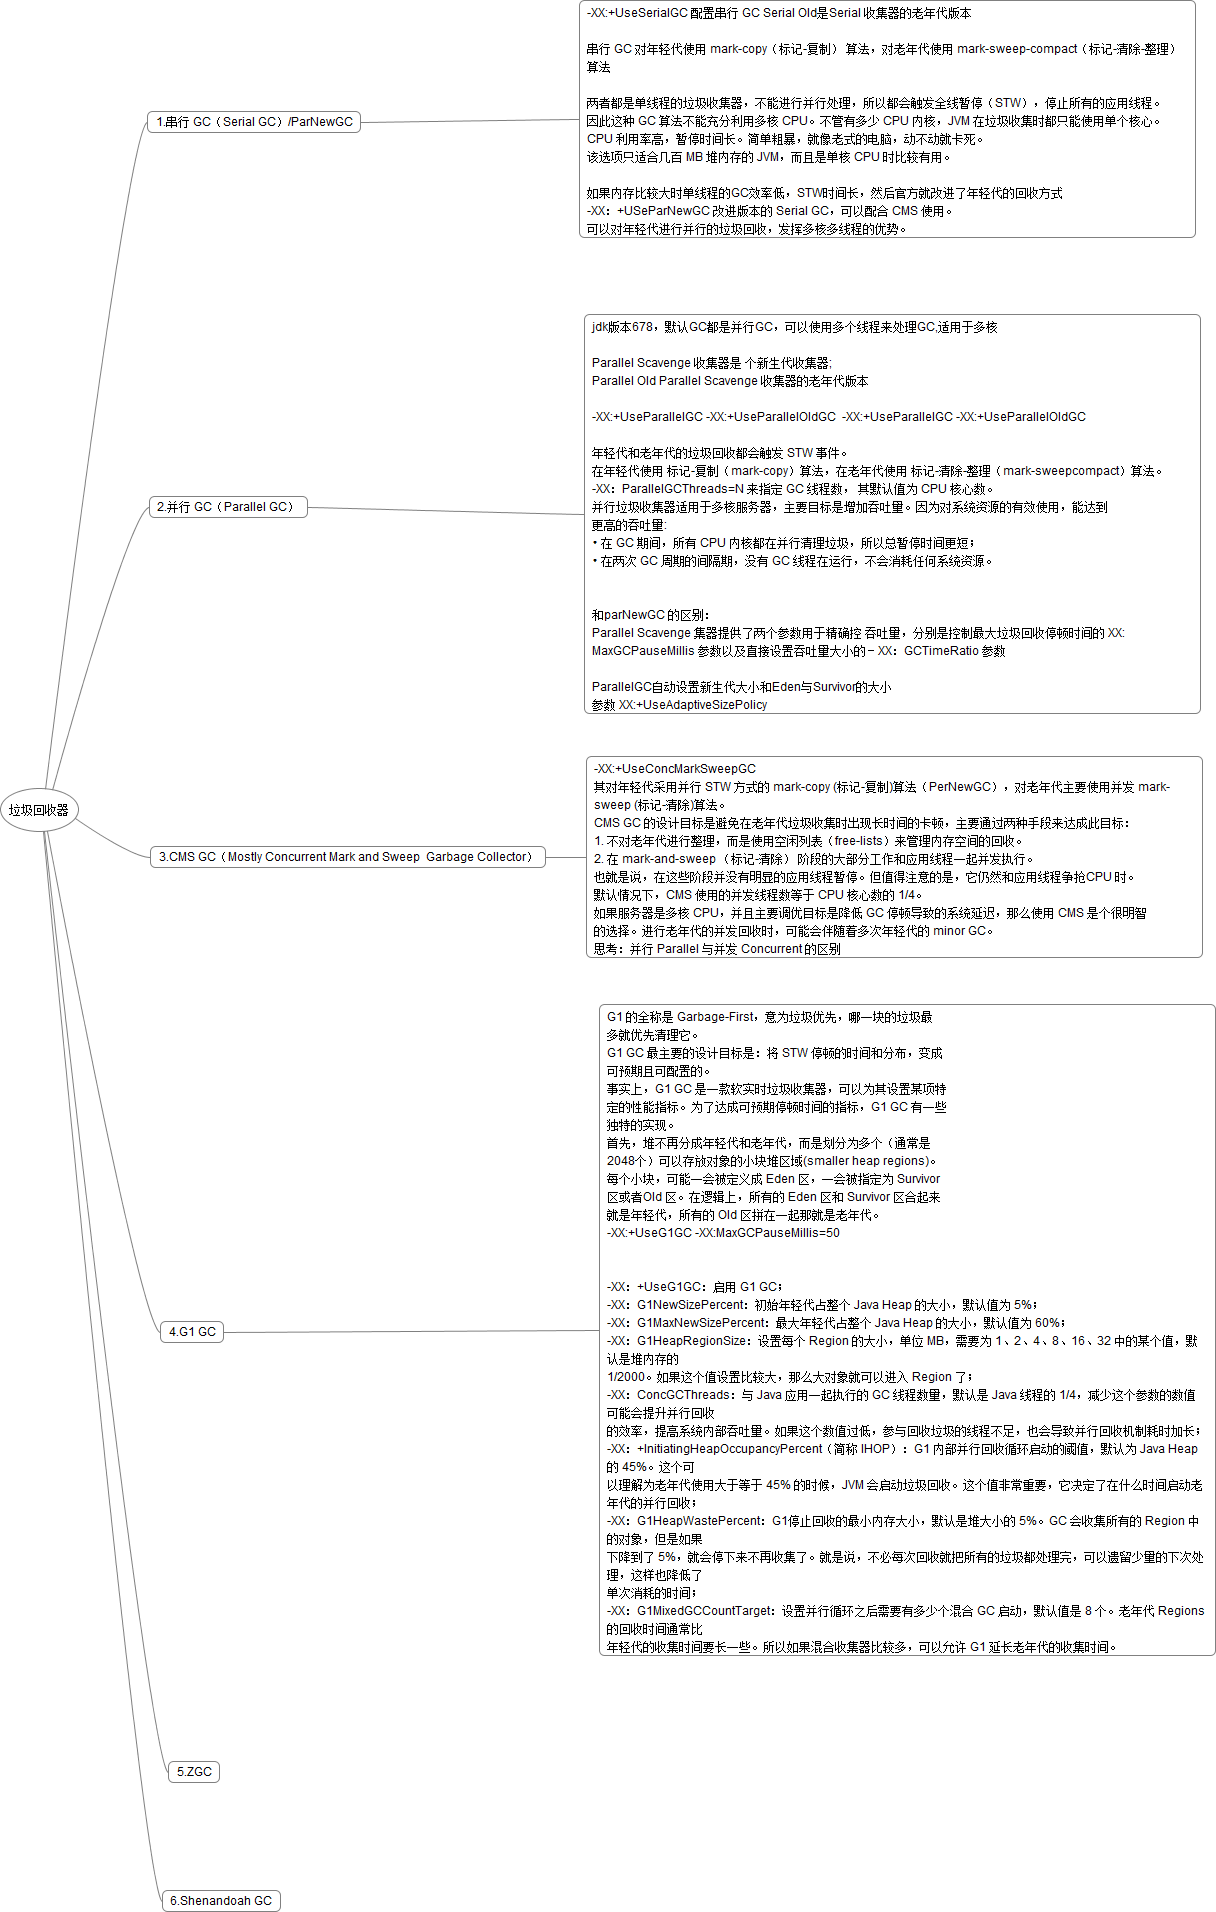 -XX:+UseSerialGC 配置串行 GC Serial Old是Serial 收集器的老年代版本
串行 GC 对年轻代使用 mark-copy（标记-复制） 算法，对老年代使用 mark-sweep-compact（标记-清除-整理）
算法
两者都是单线程的垃圾收集器，不能进行并行处理，所以都会触发全线暂停（STW），停止所有的应用线程。
因此这种 GC 算法不能充分利用多核 CPU。不管有多少 CPU 内核，JVM 在垃圾收集时都只能使用单个核心。
CPU 利用率高，暂停时间长。简单粗暴，就像老式的电脑，动不动就卡死。
该选项只适合几百 MB 堆内存的 JVM，而且是单核 CPU 时比较有用。
如果内存比较大时单线程的GC效率低，STW时间长，然后官方就改进了年轻代的回收方式
-XX：+USeParNewGC 改进版本的 Serial GC，可以配合 CMS 使用。
可以对年轻代进行并行的垃圾回收，发挥多核多线程的优势。
1.串行 GC（Serial GC）/ParNewGC
jdk版本678，默认GC都是并行GC，可以使用多个线程来处理GC,适用于多核
Parallel Scavenge 收集器是 个新生代收集器;
Parallel Old Parallel Scavenge 收集器的老年代版本
-XX:+UseParallelGC -XX:+UseParallelOldGC  -XX:+UseParallelGC -XX:+UseParallelOldGC
年轻代和老年代的垃圾回收都会触发 STW 事件。
在年轻代使用 标记-复制（mark-copy）算法，在老年代使用 标记-清除-整理（mark-sweepcompact）算法。
-XX：ParallelGCThreads=N 来指定 GC 线程数， 其默认值为 CPU 核心数。
并行垃圾收集器适用于多核服务器，主要目标是增加吞吐量。因为对系统资源的有效使用，能达到
更高的吞吐量:
• 在 GC 期间，所有 CPU 内核都在并行清理垃圾，所以总暂停时间更短；
• 在两次 GC 周期的间隔期，没有 GC 线程在运行，不会消耗任何系统资源。
和parNewGC 的区别：
Parallel Scavenge 集器提供了两个参数用于精确控 吞吐量，分别是控制最大垃圾回收停顿时间的 XX:
MaxGCPauseMillis 参数以及直接设置吞吐量大小的－ XX：GCTimeRatio 参数
ParallelGC自动设置新生代大小和Eden与Survivor的大小
参数 XX:+UseAdaptiveSizePolicy
2.并行 GC（Parallel GC）
垃圾回收器
-XX:+UseConcMarkSweepGC
其对年轻代采用并行 STW 方式的 mark-copy (标记-复制)算法（PerNewGC），对老年代主要使用并发 mark-
sweep (标记-清除)算法。
CMS GC 的设计目标是避免在老年代垃圾收集时出现长时间的卡顿，主要通过两种手段来达成此目标：
1. 不对老年代进行整理，而是使用空闲列表（free-lists）来管理内存空间的回收。
2. 在 mark-and-sweep （标记-清除） 阶段的大部分工作和应用线程一起并发执行。
也就是说，在这些阶段并没有明显的应用线程暂停。但值得注意的是，它仍然和应用线程争抢CPU 时。
默认情况下，CMS 使用的并发线程数等于 CPU 核心数的 1/4。
如果服务器是多核 CPU，并且主要调优目标是降低 GC 停顿导致的系统延迟，那么使用 CMS 是个很明智
的选择。进行老年代的并发回收时，可能会伴随着多次年轻代的 minor GC。
思考：并行 Parallel 与并发 Concurrent 的区别
3.CMS GC（Mostly Concurrent Mark and Sweep  Garbage Collector）
G1 的全称是 Garbage-First，意为垃圾优先，哪一块的垃圾最
多就优先清理它。
G1 GC 最主要的设计目标是：将 STW 停顿的时间和分布，变成
可预期且可配置的。
事实上，G1 GC 是一款软实时垃圾收集器，可以为其设置某项特
定的性能指标。为了达成可预期停顿时间的指标，G1 GC 有一些
独特的实现。
首先，堆不再分成年轻代和老年代，而是划分为多个（通常是
2048个）可以存放对象的小块堆区域(smaller heap regions)。
每个小块，可能一会被定义成 Eden 区，一会被指定为 Survivor
区或者Old 区。在逻辑上，所有的 Eden 区和 Survivor 区合起来
就是年轻代，所有的 Old 区拼在一起那就是老年代。
-XX:+UseG1GC -XX:MaxGCPauseMillis=50
-XX：+UseG1GC：启用 G1 GC；
-XX：G1NewSizePercent：初始年轻代占整个 Java Heap 的大小，默认值为 5%；
-XX：G1MaxNewSizePercent：最大年轻代占整个 Java Heap 的大小，默认值为 60%；
-XX：G1HeapRegionSize：设置每个 Region 的大小，单位 MB，需要为 1、2、4、8、16、32 中的某个值，默
认是堆内存的
1/2000。如果这个值设置比较大，那么大对象就可以进入 Region 了；
-XX：ConcGCThreads：与 Java 应用一起执行的 GC 线程数量，默认是 Java 线程的 1/4，减少这个参数的数值
可能会提升并行回收
的效率，提高系统内部吞吐量。如果这个数值过低，参与回收垃圾的线程不足，也会导致并行回收机制耗时加长；
-XX：+InitiatingHeapOccupancyPercent（简称 IHOP）：G1 内部并行回收循环启动的阈值，默认为 Java Heap
的 45%。这个可
以理解为老年代使用大于等于 45% 的时候，JVM 会启动垃圾回收。这个值非常重要，它决定了在什么时间启动老
年代的并行回收；
-XX：G1HeapWastePercent：G1停止回收的最小内存大小，默认是堆大小的 5%。GC 会收集所有的 Region 中
的对象，但是如果
下降到了 5%，就会停下来不再收集了。就是说，不必每次回收就把所有的垃圾都处理完，可以遗留少量的下次处
理，这样也降低了
单次消耗的时间；
-XX：G1MixedGCCountTarget：设置并行循环之后需要有多少个混合 GC 启动，默认值是 8 个。老年代 Regions
的回收时间通常比
年轻代的收集时间要长一些。所以如果混合收集器比较多，可以允许 G1 延长老年代的收集时间。
4.G1 GC
5.ZGC
6.Shenandoah GC